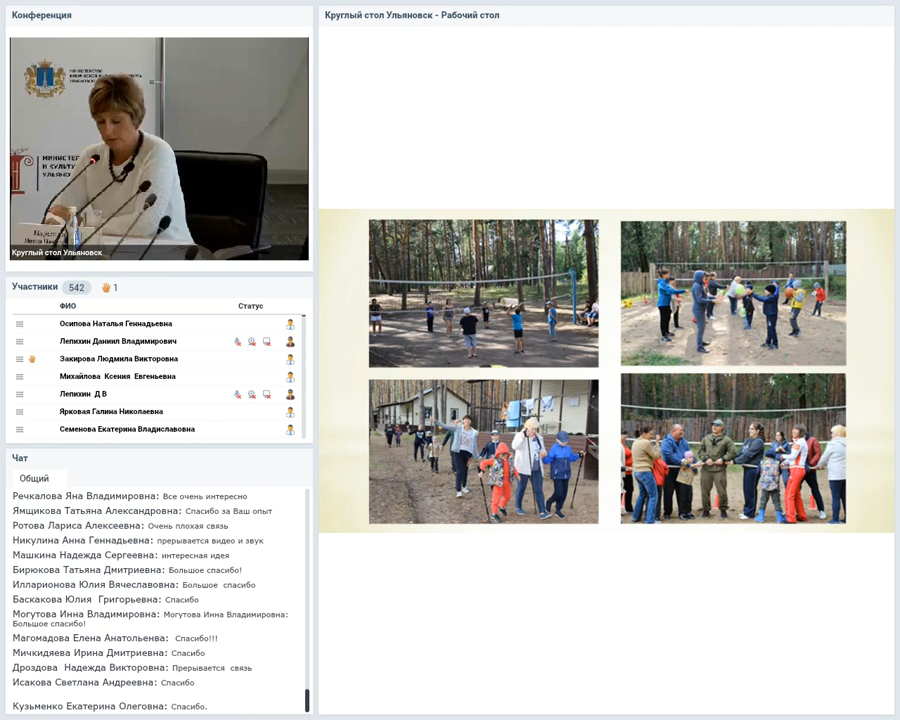 Конференция
МИНИСТЕРСТВО
МИНИСТЕ
И КУЛЬТУ
УЛЬЯНО
Круглый стол Ульяновск
Участники 542 1
ФИО Статус
Осипова Наталья Геннадьевна
Лепихин Даниил Владимирович
Закирова Людмила Викторовна
Михайлова Ксения Евгеньевна
Лепихин Д В
Ярковая Галина Николаевна
Семенова Екатерина Владиславовна
Чат
Общий
Речкалова Яна Владимировна: Все очень интересно
Ямщикова Татьяна Александровна: Спасибо за Ваш опыт
Ротова Лариса Алексеевна: Очень плохая связь
Никулина Анна Геннадьевна: прерывается видео и звук
Машкина Надежда Сергеевна: интересная идея
Бирюкова Татьяна Дмитриевна: Большое спасибо!
Илларионова Юлия Вячеславовна: Большое спасибо
Баскакова Юлия Григорьевна: Спасибо
Могутова Инна Владимировна: Могутова Инна Владимировна:
Большое спасибо!
Магомадова Елена Анатольенва: Спасибо!!!
Мичкидяева Ирина Дмитриевна: Спасибо
Дроздова Надежда Викторовна: Прерывается связь
Исакова Светлана Андреевна: Спасибо
Кузьменко Екатерина Олеговна: Спасибо.
Круглый стол Ульяновск - Рабочий стол